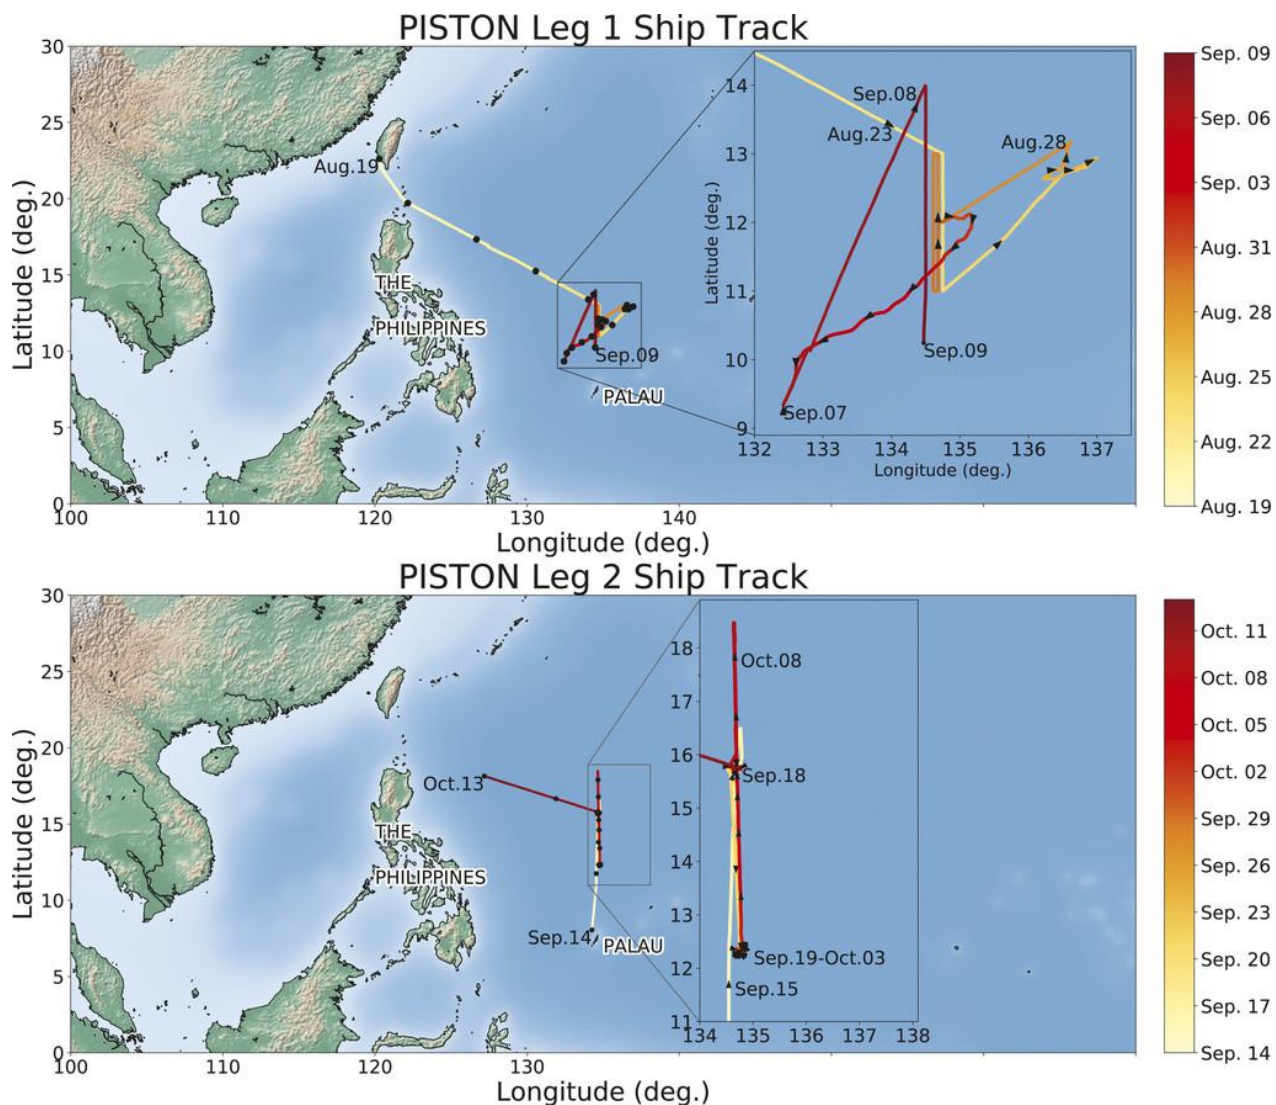 PISTON Leg 1 Ship Track
30
25
20
15
10
5
0
Latitude (deg.)
100
110
120
130
140
Longitude (deg.)
Aug.19
THE
PHILIPPINES
Sep.09
PALAU
14
13
12
11
10
9
Latitude (deg.)
132
133
134
135
136
137
Longitude (deg.)
Sep.08
Aug.23
Aug.28
Sep.09
Sep.07
Sep. 09
Sep. 06
Sep. 03
Aug. 31
Aug. 28
Aug. 25
Aug. 22
Aug. 19
PISTON Leg 2 Ship Track
30
25
20
15
10
5
0
Latitude (deg.)
100
110
120
130
Longitude (deg.)
Oct.13
THE
PHILIPPINES
Sep.14
PALAU
18
17
16
15
14
13
12
11
134
135
136
137
138
Oct.08
Sep.18
Sep.19-Oct.03
Sep.15
Oct. 11
Oct. 08
Oct. 05
Oct. 02
Sep. 29
Sep. 26
Sep. 23
Sep. 20
Sep. 17
Sep. 14